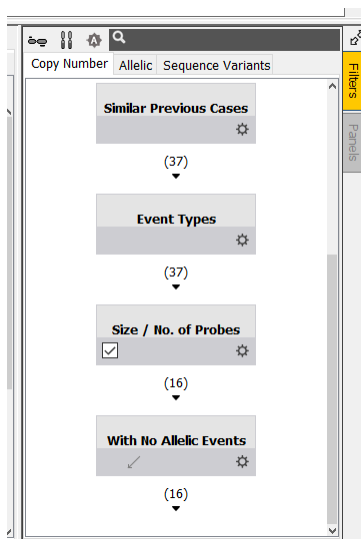 Copy Number
Allelic
Sequence Variants
Similar Previous Cases
(37)
Event Types
(37)
Size / No. of Probes
(16)
With No Allelic Events
(16)
Filters
Panels